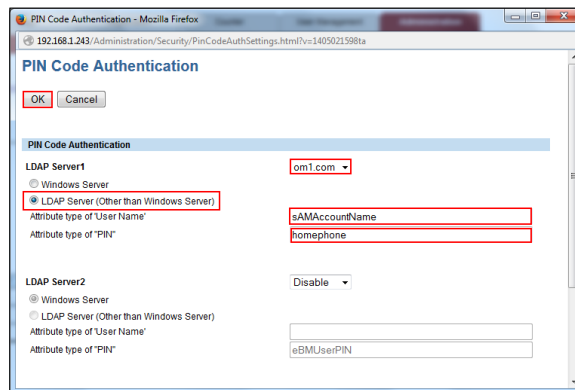 PIN Code Authentication - Mozilla Firefox
192.168.1.243/Administration/Security/PinCodeAuthSettings.html?v=1405021598ta
PIN Code Authentication
OK Cancel
PIN Code Authentication
LDAP Server1 om1.com
Windows Server
LDAP Server (Other than Windows Server)
Attribute type of 'User Name' sAMAccountName
Attribute type of "PIN" homephone
LDAP Server2 Disable
Windows Server
LDAP Server (Other than Windows Server)
Attribute type of 'User Name'
Attribute type of "PIN" eBMUserPIN